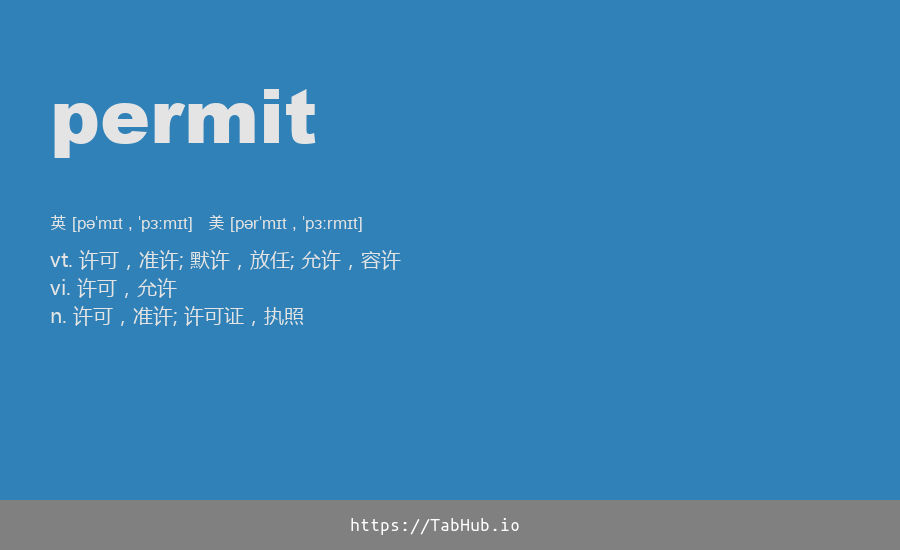 permit
英 [pəˈmɪt，ˈpɜːmɪt] 美 [pərˈmɪt，ˈpɜːrmɪt]
vt. 许可，准许; 默许，放任; 允许，容许
vi. 许可，允许
n. 许可，准许; 许可证，执照
https://TabHub.io